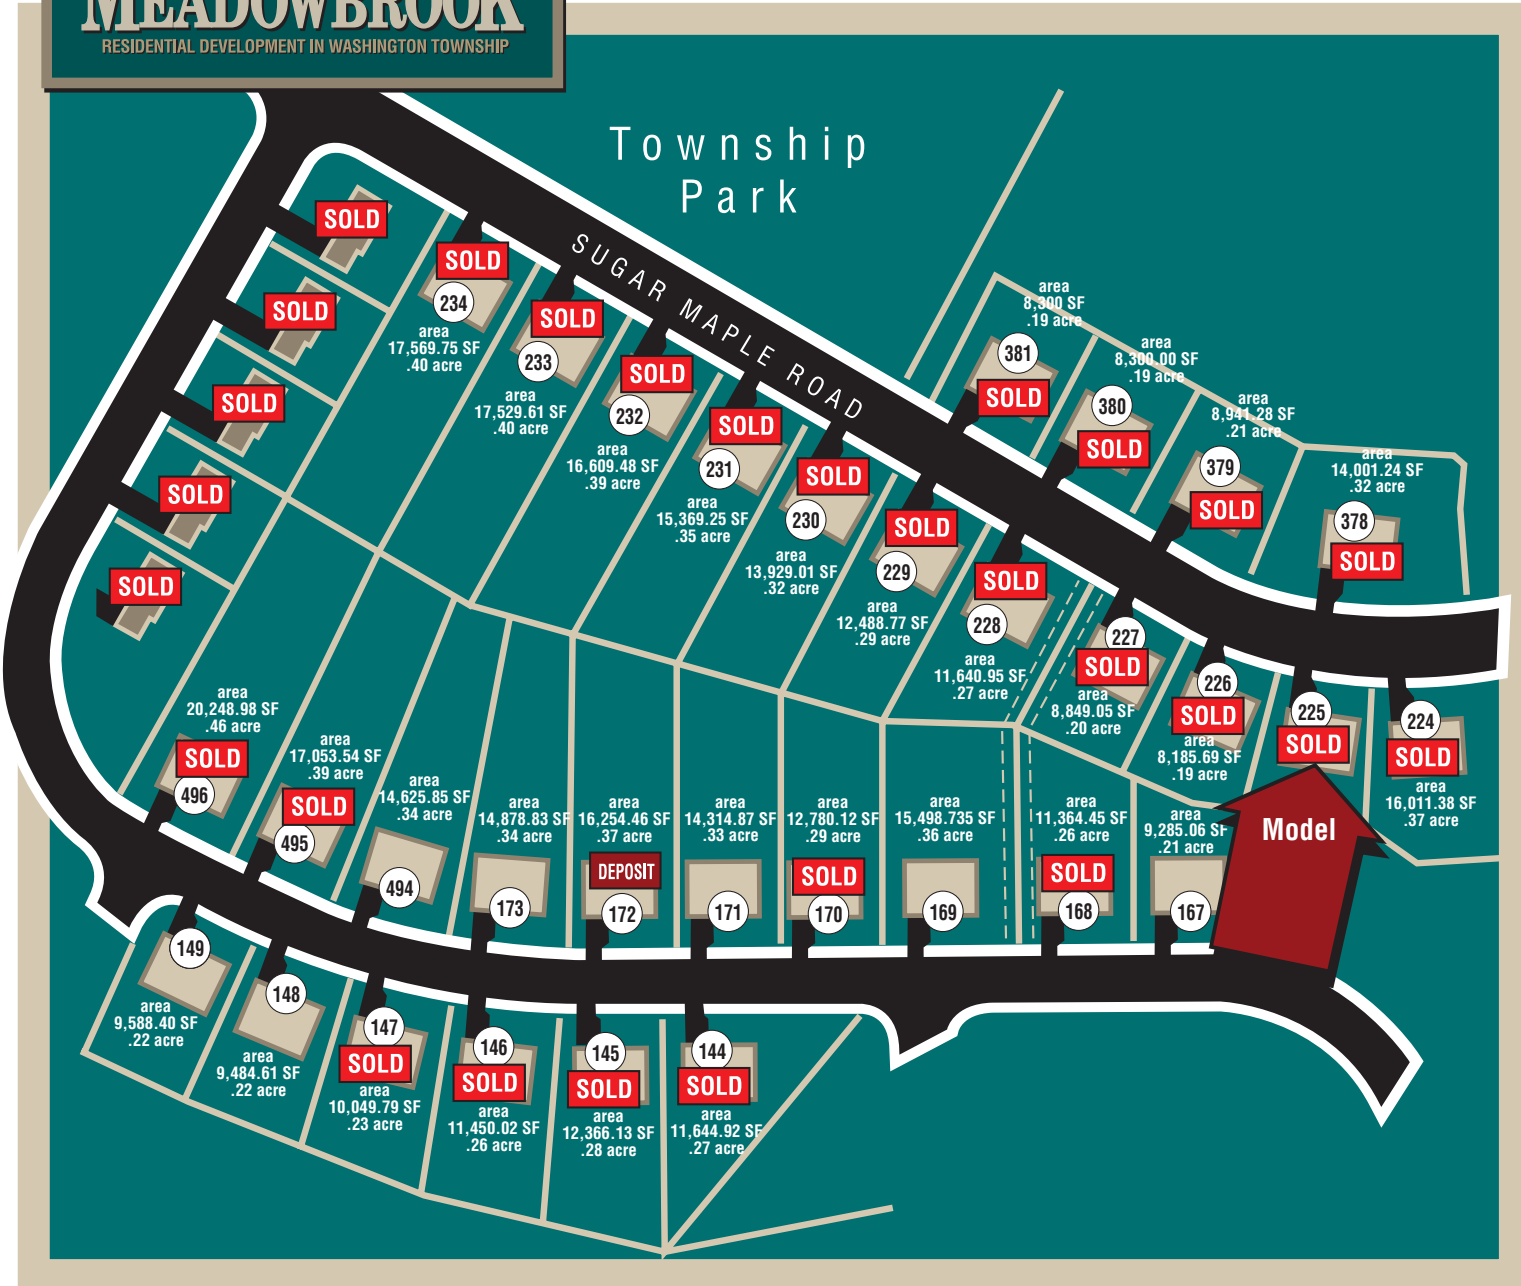 MEADOWBROOK
RESIDENTIAL DEVELOPMENT IN WASHINGTON TOWNSHIP
Township
Park
SUGAR MAPLE ROAD
SOLD
SOLD
SOLD
SOLD
SOLD
SOLD
234
area
17,569.75 SF
.40 acre
SOLD
233
area
17,529.61 SF
.40 acre
SOLD
232
area
16,609.48 SF
.39 acre
SOLD
231
area
15,369.25 SF
.35 acre
SOLD
230
area
13,929.01 SF
.32 acre
SOLD
229
area
12,488.77 SF
.29 acre
SOLD
228
area
11,640.95 SF
.27 acre
227
SOLD
area
8,849.05 SF
.20 acre
226
SOLD
area
8,185.69 SF
.19 acre
225
SOLD
224
SOLD
area
16,011.38 SF
.37 acre
area
8,300 SF
.19 acre
381
SOLD
area
8,300.00 SF
.19 acre
380
SOLD
area
8,941.28 SF
.21 acre
379
SOLD
area
14,001.24 SF
.32 acre
378
SOLD
area
20,248.98 SF
.46 acre
SOLD
496
area
17,053.54 SF
.39 acre
SOLD
495
area
14,625.85 SF
.34 acre
494
area
14,878.83 SF
.34 acre
173
area
16,254.46 SF
.37 acre
DEPOSIT
172
area
14,314.87 SF
.33 acre
171
area
12,780.12 SF
.29 acre
SOLD
170
area
15,498.735 SF
.36 acre
169
area
11,364.45 SF
.26 acre
SOLD
168
area
9,285.06 SF
.21 acre
167
Model
149
area
9,588.40 SF
.22 acre
148
area
9,484.61 SF
.22 acre
147
SOLD
area
10,049.79 SF
.23 acre
146
SOLD
area
11,450.02 SF
.26 acre
145
SOLD
area
12,366.13 SF
.28 acre
144
SOLD
area
11,644.92 SF
.27 acre